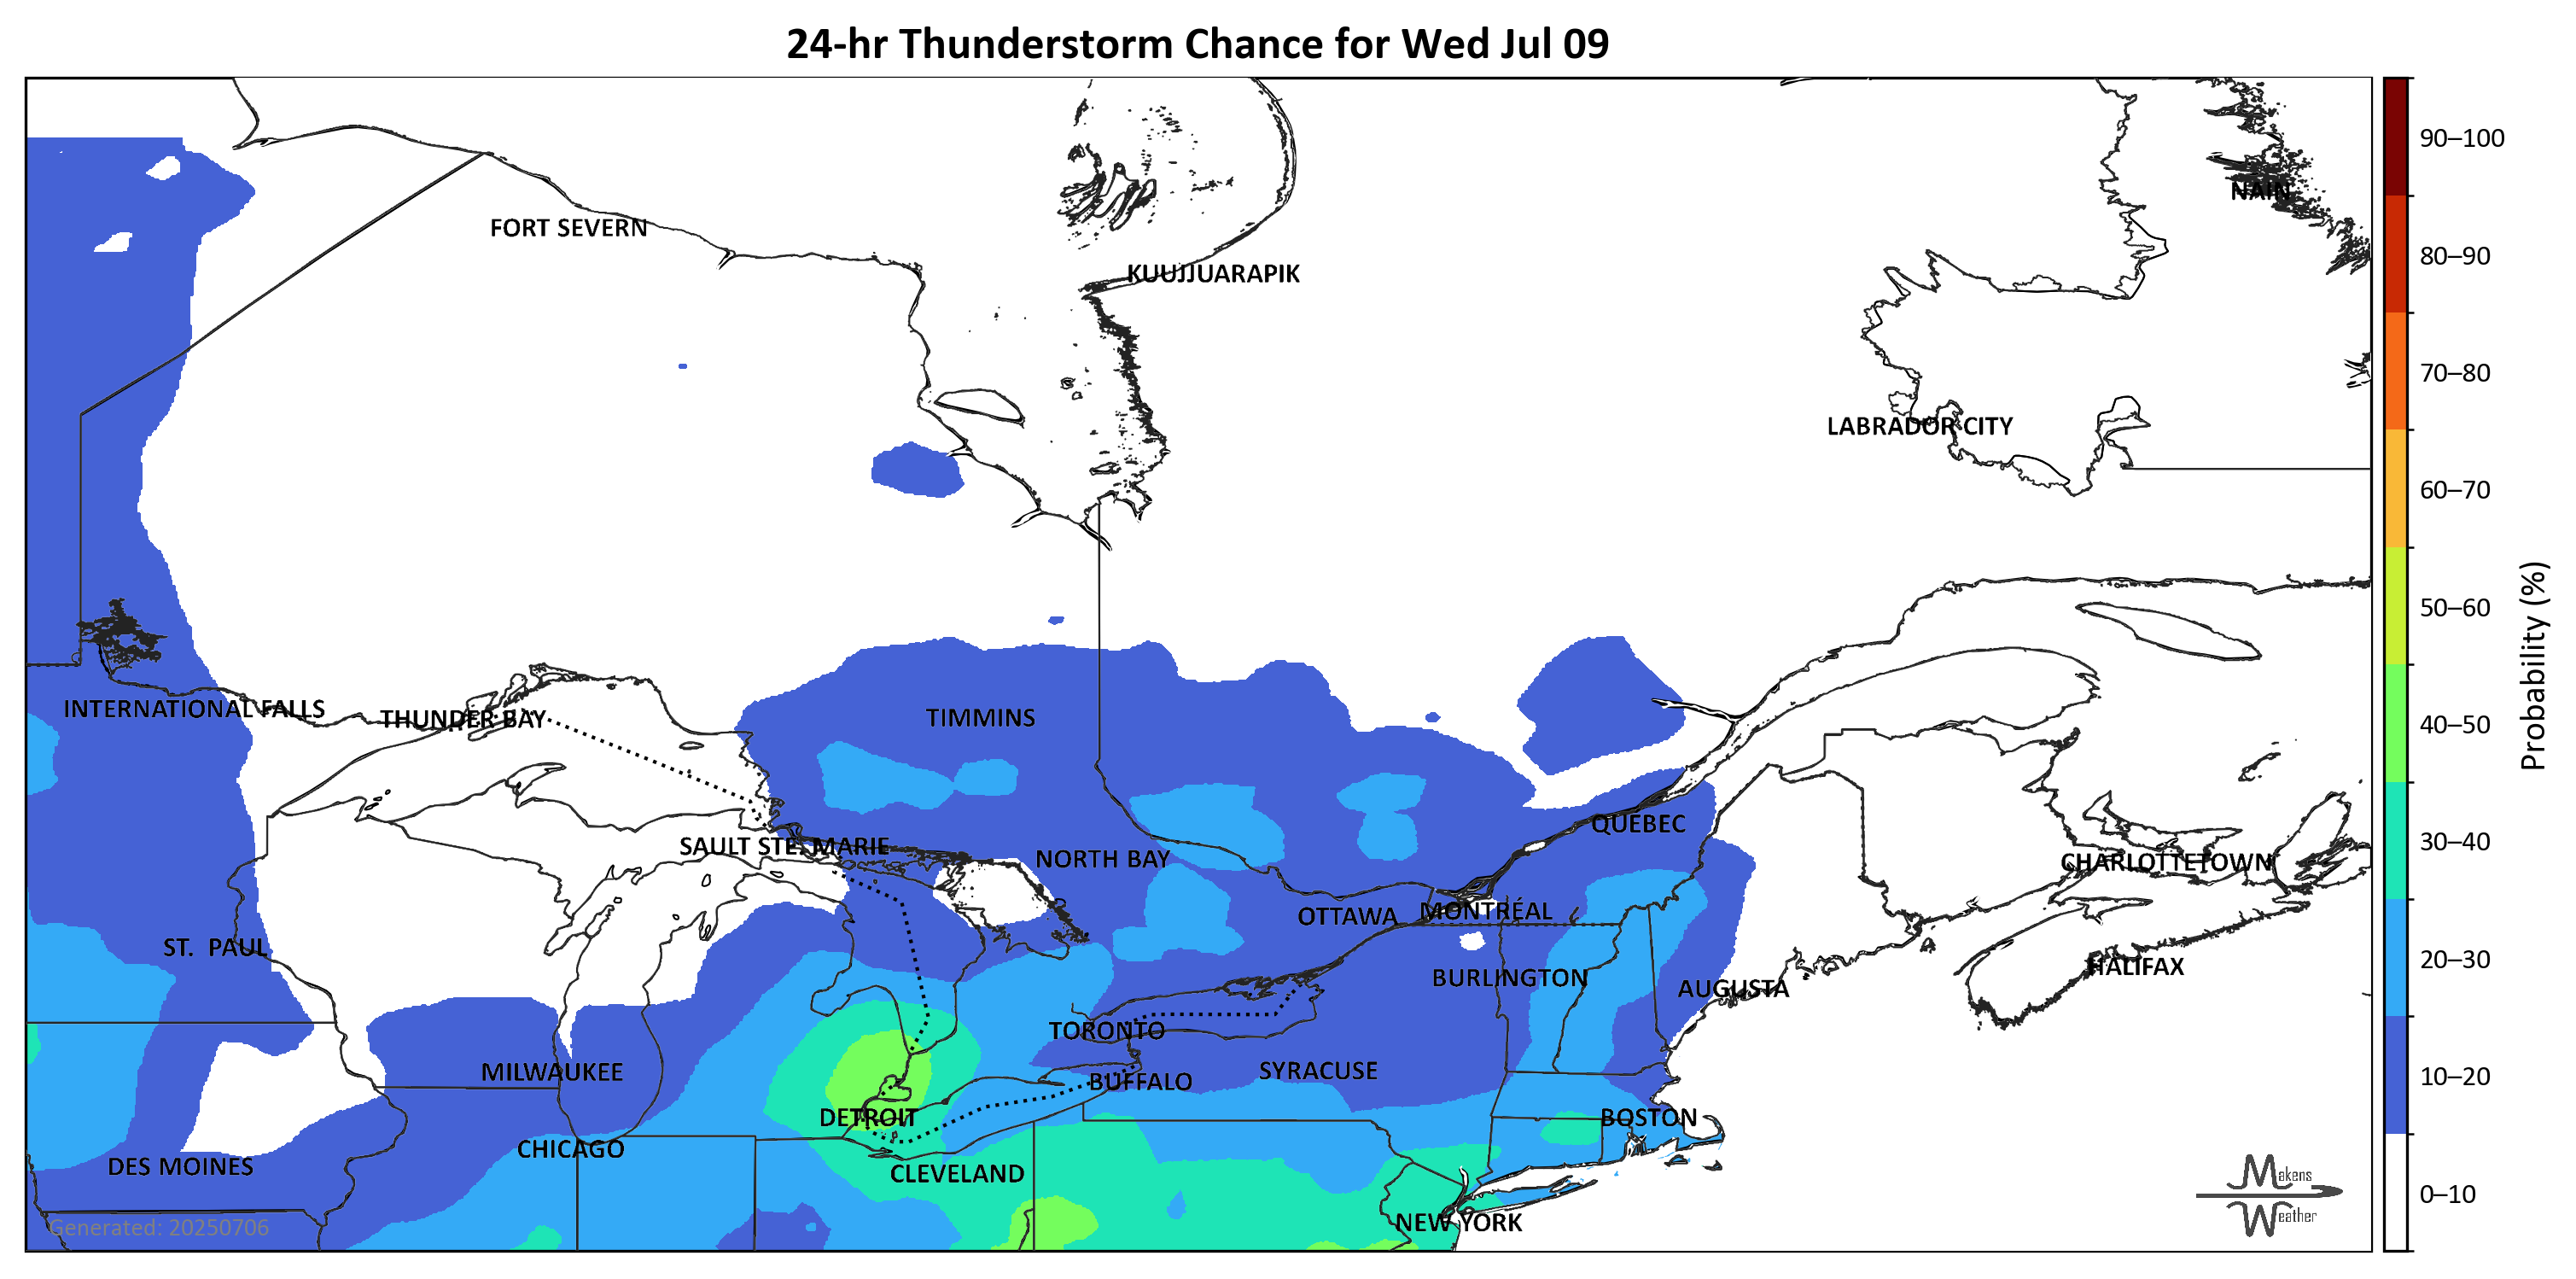 24-hr Thunderstorm Chance for Wed Jul 09
90–100
NAIN
FORT SEVERN
80–90
KUUJJUARAPIK
70–80
LABRADOR CITY
60–70
50–60
INTERNATIONAL FALLS
THUNDER BAY
TIMMINS
40–50
Probability (%)
QUEBEC
30–40
SAULT STE. MARIE
NORTH BAY
CHARLOTTETOWN
OTTAWA
MONTRÉAL
ST. PAUL
20–30
HALIFAX
BURLINGTON
AUGUSTA
TORONTO
MILWAUKEE
SYRACUSE
BUFFALO
10–20
DETROIT
BOSTON
CHICAGO
DES MOINES
CLEVELAND
Makens
Weather
0–10
NEW YORK
Generated: 20250706